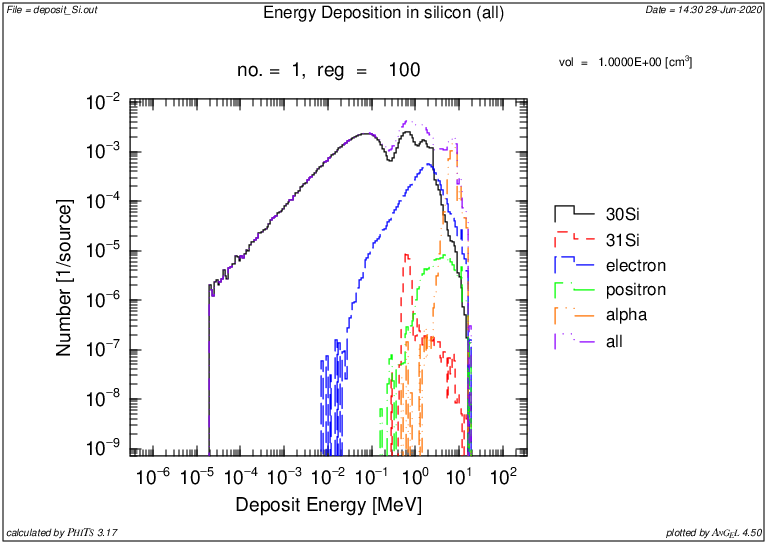 File = deposit_Si.out
Date = 14:30 29-Jun-2020
Energy Deposition in silicon (all)
no. = 1, reg = 100
vol = 1.0000E+00 [cm³]
Number [1/source]
10⁻²
10⁻³
10⁻⁴
10⁻⁵
10⁻⁶
10⁻⁷
10⁻⁸
10⁻⁹
30Si
31Si
electron
positron
alpha
all
10⁻⁶ 10⁻⁵ 10⁻⁴ 10⁻³ 10⁻² 10⁻¹ 10⁰ 10¹ 10²
Deposit Energy [MeV]
calculated by PHITS 3.17
plotted by ANGEL 4.50